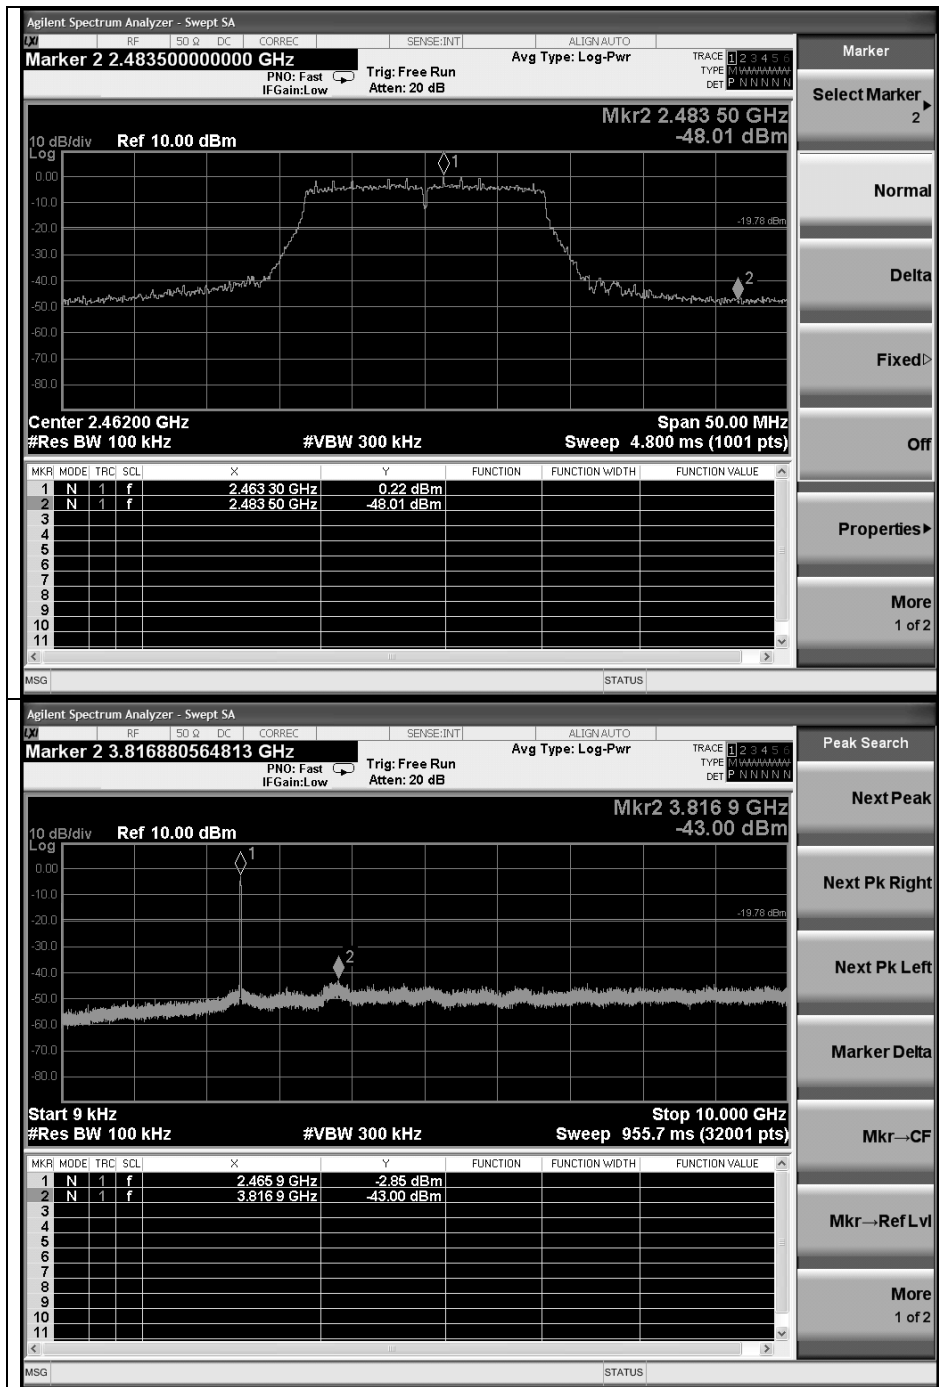 Agilent Spectrum Analyzer - Swept SA
LXI RF 50 Ω DC CORREC SENSE:INT ALIGN AUTO
Marker 2 2.483500000000 GHz
PNO: Fast
IFGain:Low
Trig: Free Run
Atten: 20 dB
Avg Type: Log-Pwr
TRACE 1 2 3 4 5 6
TYPE M
DET P N N N N N
Mkr2 2.483 50 GHz
-48.01 dBm
10 dB/div Ref 10.00 dBm
Log
1
0.00
-10.0
-20.0
-19.78 dBm
-30.0
-40.0
2
-50.0
-60.0
-70.0
-80.0
Center 2.46200 GHz Span 50.00 MHz
#Res BW 100 kHz #VBW 300 kHz Sweep 4.800 ms (1001 pts)
MKR MODE TRC SCL X Y FUNCTION FUNCTION WIDTH FUNCTION VALUE
1 N 1 f 2.463 30 GHz 0.22 dBm
2 N 1 f 2.483 50 GHz -48.01 dBm
3
4
5
6
7
8
9
10
11
MSG STATUS
Marker
Select Marker
2
Normal
Delta
Fixed
Off
Properties
More
1 of 2
Agilent Spectrum Analyzer - Swept SA
LXI RF 50 Ω DC CORREC SENSE:INT ALIGN AUTO
Marker 2 3.816880564813 GHz
PNO: Fast
IFGain:Low
Trig: Free Run
Atten: 20 dB
Avg Type: Log-Pwr
TRACE 1 2 3 4 5 6
TYPE M
DET P N N N N N
Mkr2 3.816 9 GHz
-43.00 dBm
10 dB/div Ref 10.00 dBm
Log
1
0.00
-10.0
-20.0
-19.78 dBm
-30.0
2
-40.0
-50.0
-60.0
-70.0
-80.0
Start 9 kHz Stop 10.000 GHz
#Res BW 100 kHz #VBW 300 kHz Sweep 955.7 ms (32001 pts)
MKR MODE TRC SCL X Y FUNCTION FUNCTION WIDTH FUNCTION VALUE
1 N 1 f 2.465 9 GHz -2.85 dBm
2 N 1 f 3.816 9 GHz -43.00 dBm
3
4
5
6
7
8
9
10
11
MSG STATUS
Peak Search
Next Peak
Next Pk Right
Next Pk Left
Marker Delta
Mkr→CF
Mkr→Ref Lvl
More
1 of 2